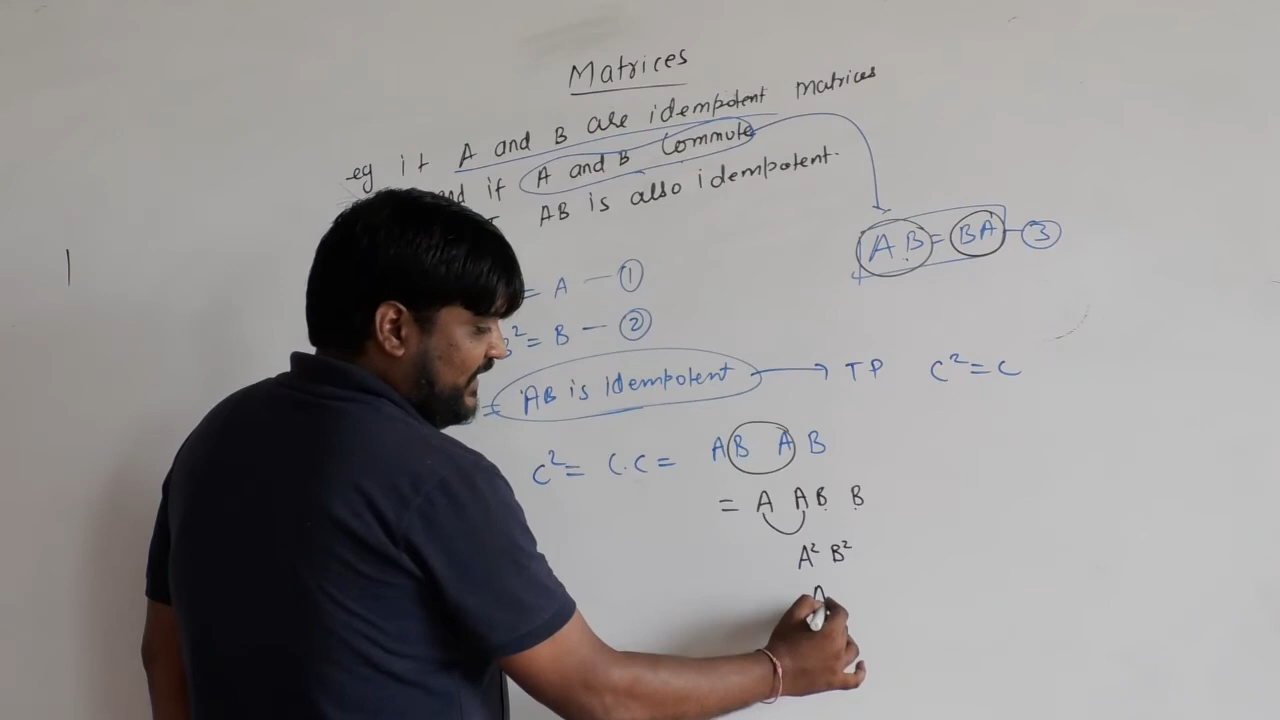 Matrices
eg if A and B are idempotent matrices
and if A and B Commute
AB is also idempotent.
AB = BA — 3
= A — 1
B² = B — 2
AB is idempotent → TP C² = C
C² = C.C = AB AB
= A AB B
A² B²
A